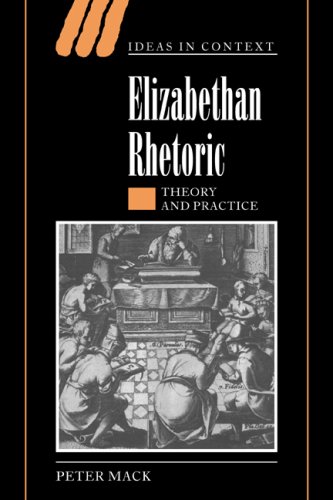 IDEAS IN CONTEXT
Elizabethan
Rhetoric
THEORY
AND PRACTICE
PETER MACK